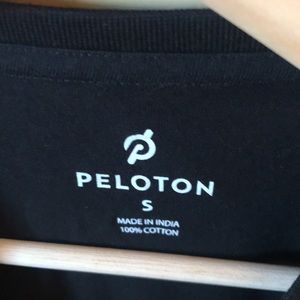 PELOTON
S
MADE IN INDIA
100% COTTON